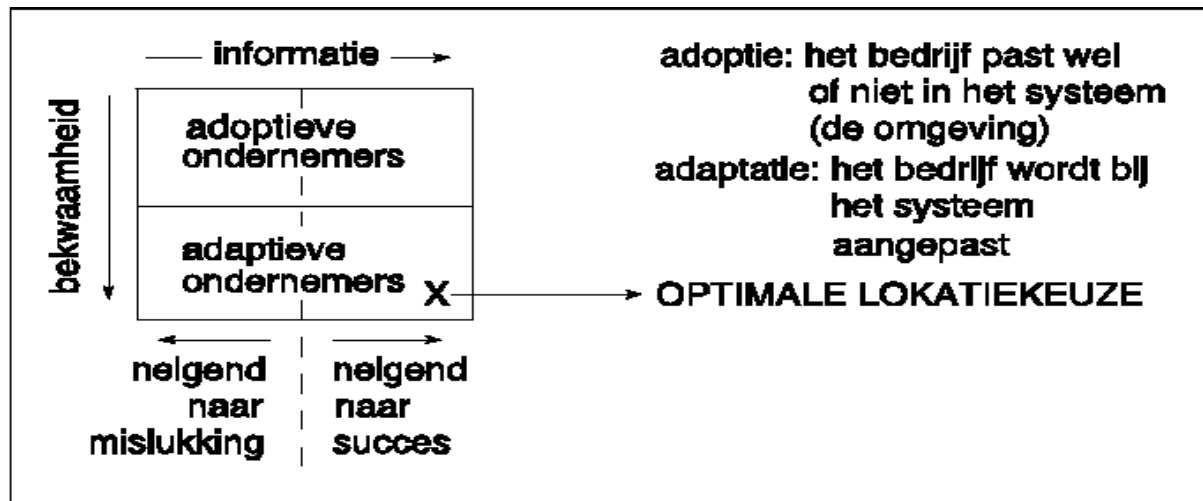 informatie
bekwaamheid
adoptieve
ondernemers
adaptieve
ondernemers
X
neigend
naar
mislukking
neigend
naar
succes
adoptie: het bedrijf past wel
of niet in het systeem
(de omgeving)
adaptatie: het bedrijf wordt bij
het systeem
aangepast
OPTIMALE LOKATIEKEUZE